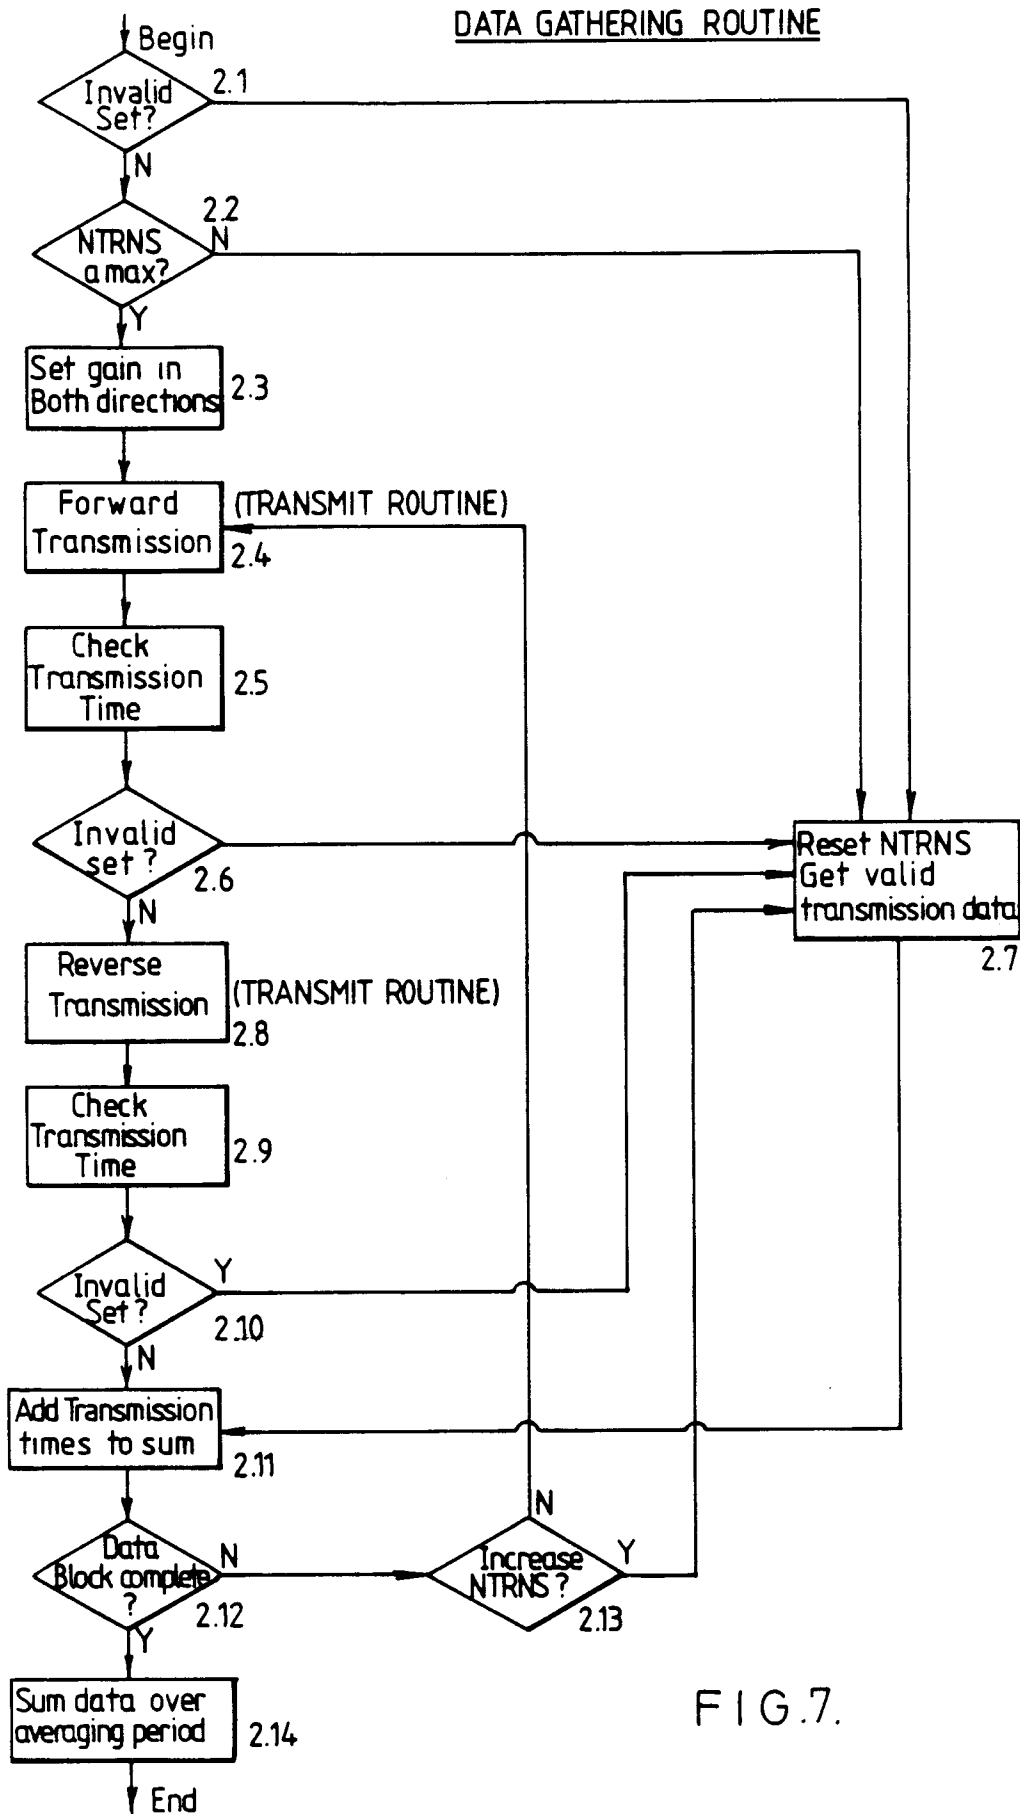 DATA GATHERING ROUTINE
Begin
Invalid
Set?
2.1
N
2.2
NTRNS
a max?
N
Y
Set gain in
Both directions
2.3
Forward
Transmission
(TRANSMIT ROUTINE)
2.4
Check
Transmission
Time
2.5
Invalid
set ?
2.6
N
Reset NTRNS
Get valid
transmission data
2.7
Reverse
Transmission
(TRANSMIT ROUTINE)
2.8
Check
Transmission
Time
2.9
Invalid
Set ?
Y
2.10
N
Add Transmission
times to sum
2.11
Data
Block complete
?
N
2.12
Y
N
Increase
NTRNS ?
Y
2.13
Sum data over
averaging period
2.14
End
FIG.7.